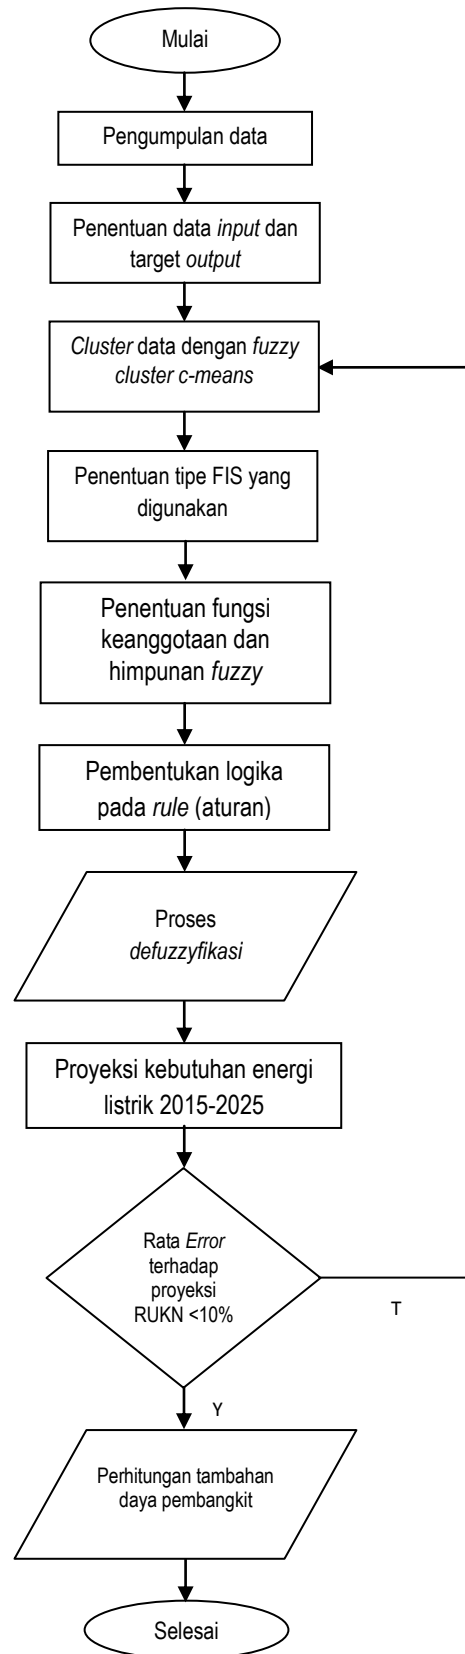 Mulai
Pengumpulan data
Penentuan data input dan
target output
Cluster data dengan fuzzy
cluster c-means
Penentuan tipe FIS yang
digunakan
Penentuan fungsi
keanggotaan dan
himpunan fuzzy
Pembentukan logika
pada rule (aturan)
Proses
defuzzyfikasi
Proyeksi kebutuhan energi
listrik 2015-2025
Rata Error
terhadap
proyeksi
RUKN <10%
T
Y
Perhitungan tambahan
daya pembangkit
Selesai